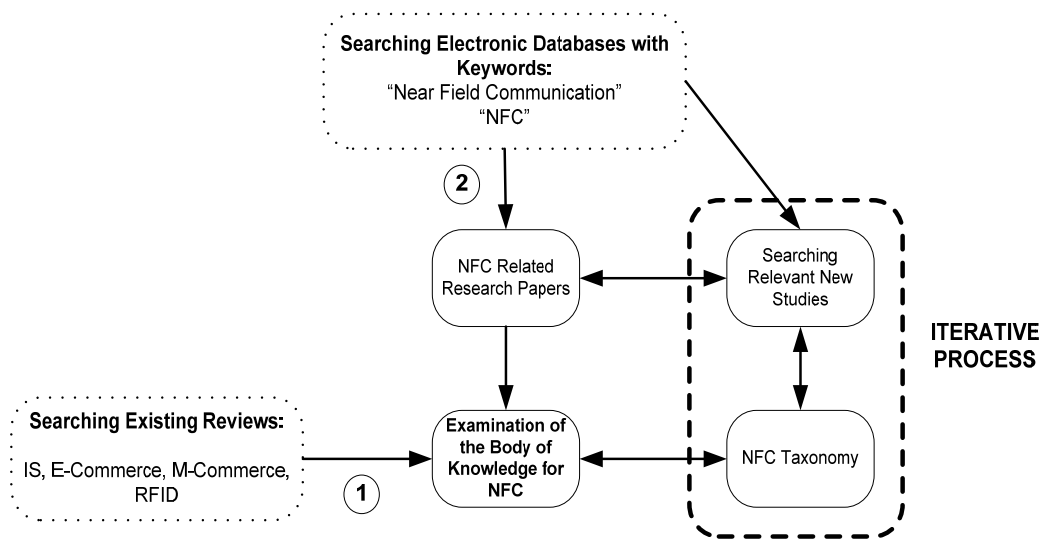 Searching Electronic Databases with
Keywords:
“Near Field Communication”
“NFC”
2
NFC Related
Research Papers
Searching
Relevant New
Studies
ITERATIVE
PROCESS
Searching Existing Reviews:
IS, E-Commerce, M-Commerce,
RFID
1
Examination of
the Body of
Knowledge for
NFC
NFC Taxonomy